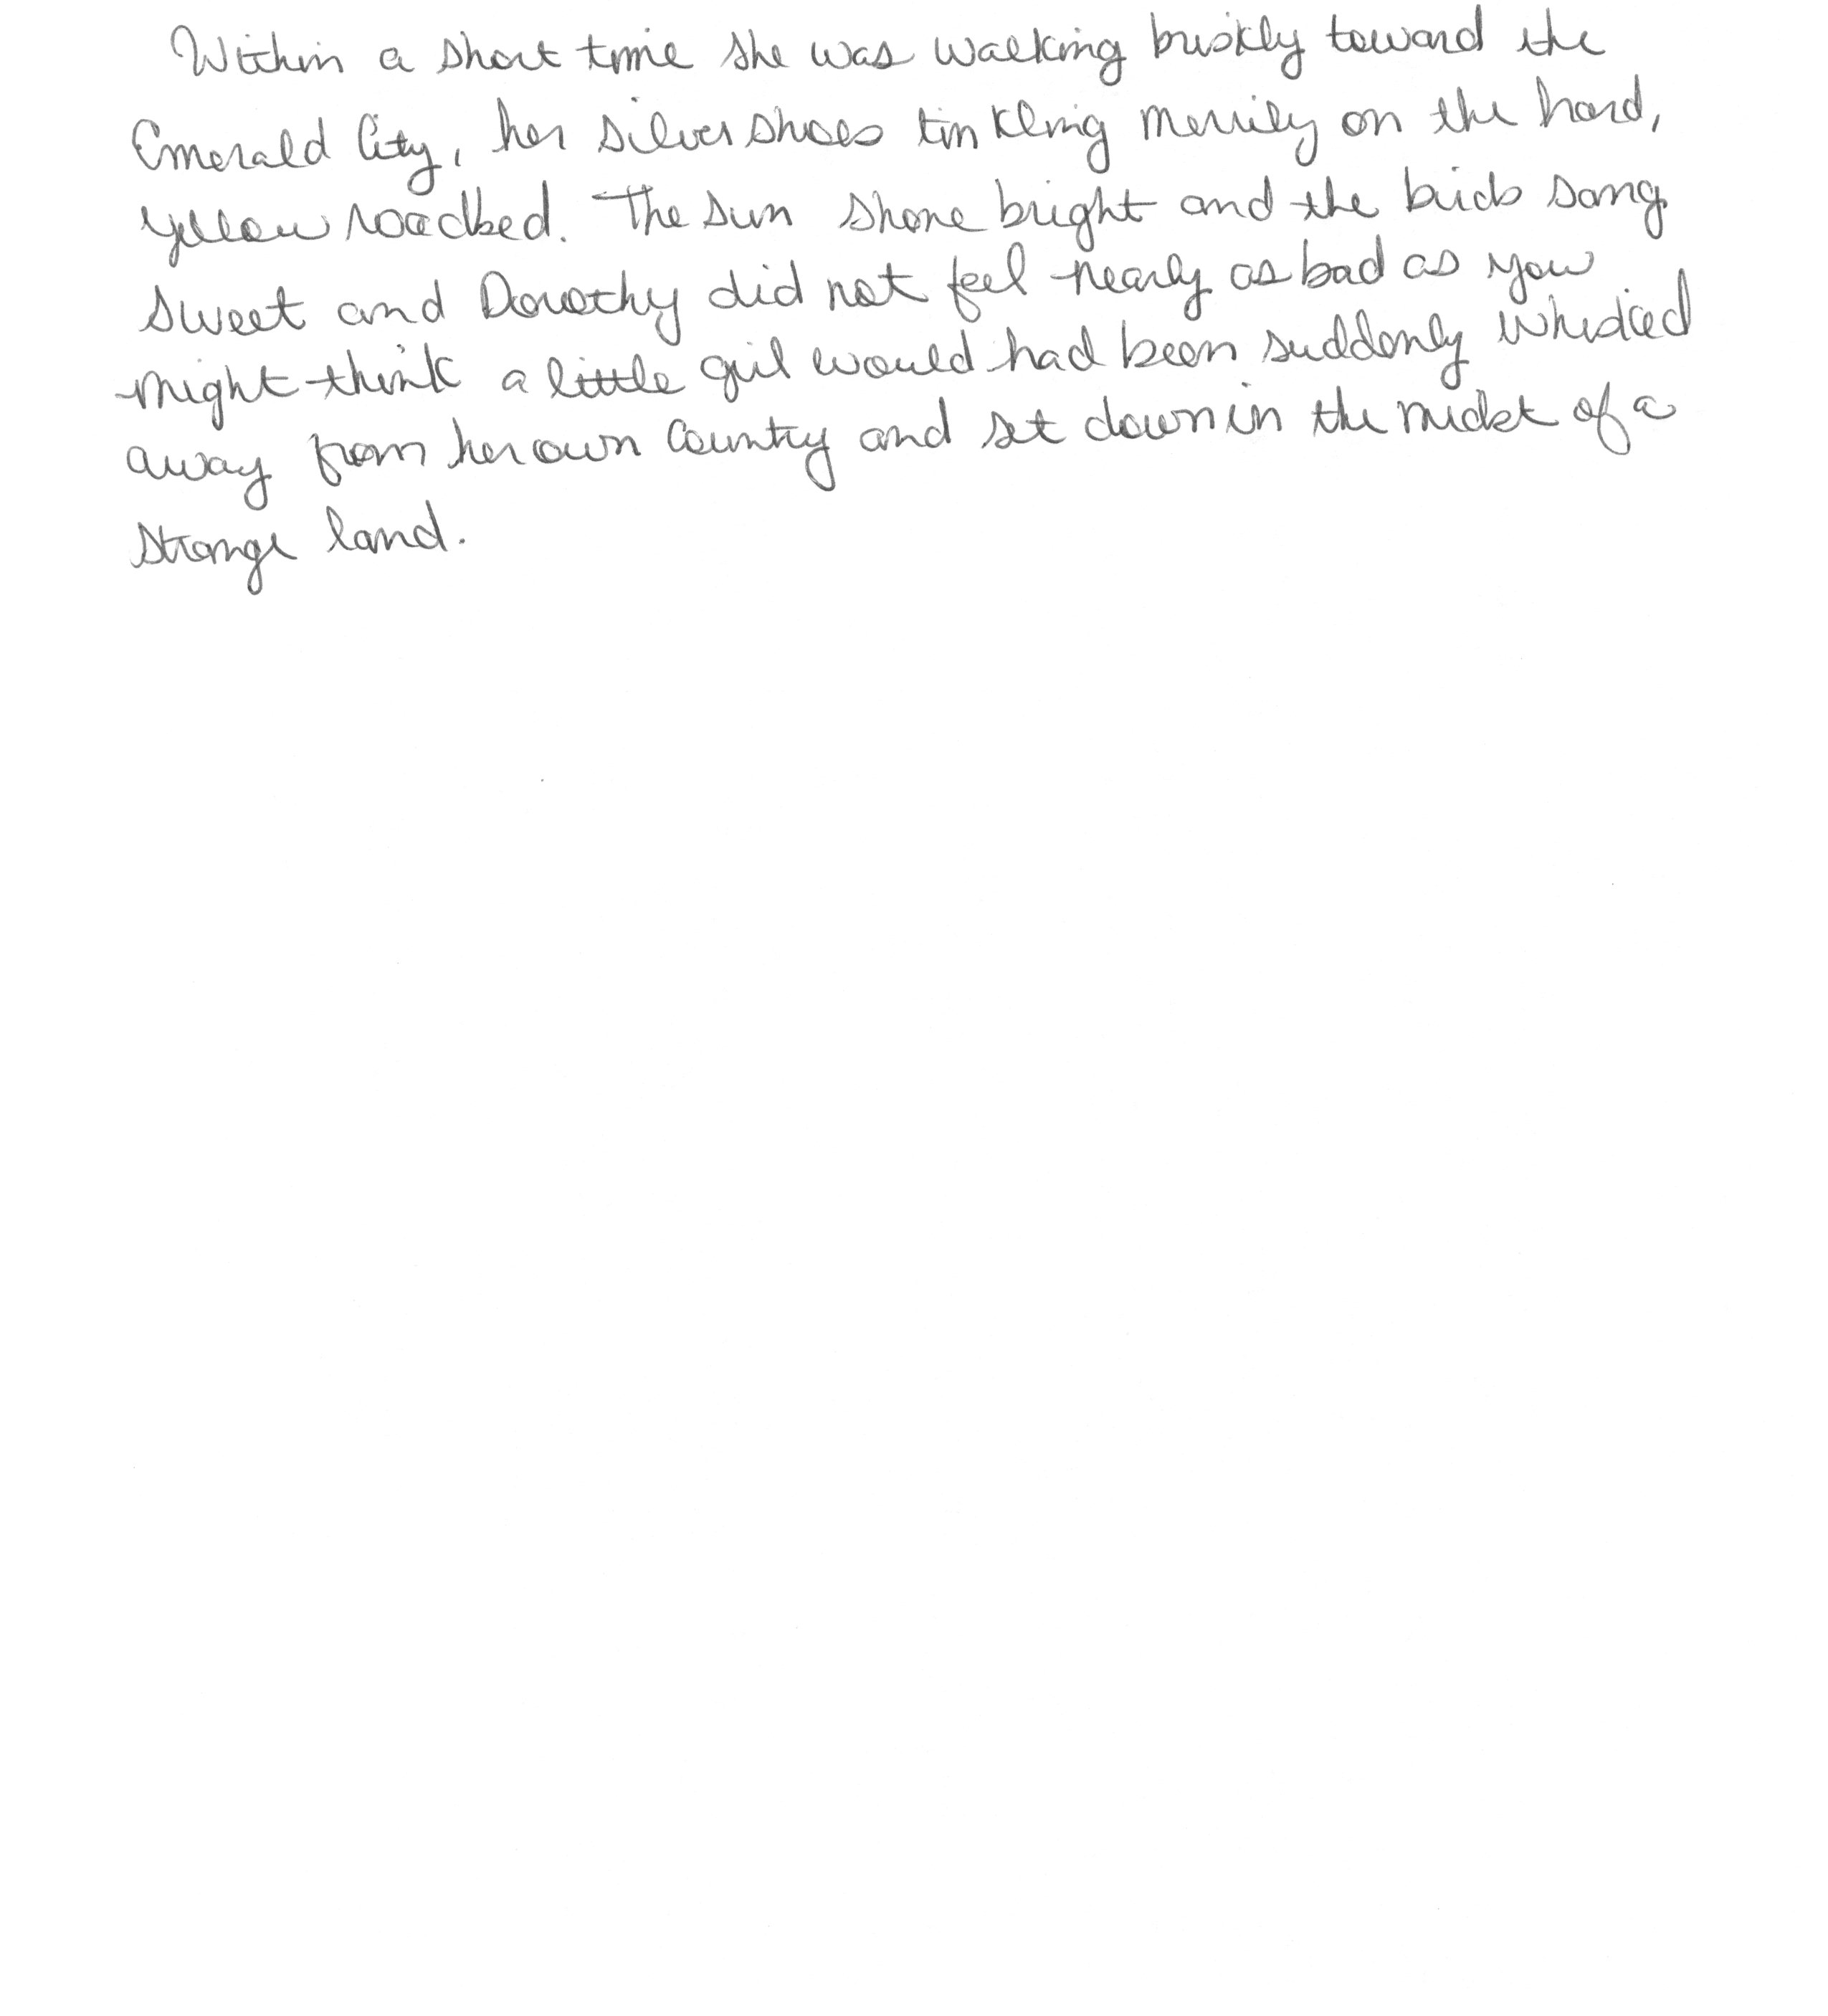 Within a short time she was walking briskly toward the
Emerald City, her silver shoes tinkling merrily on the hard,
yellow roadbed. The sun shone bright and the birds sang
sweet and Dorothy did not feel nearly as bad as you
might think a little girl would had been suddenly whisked
away from her own country and set down in the midst of a
strange land.